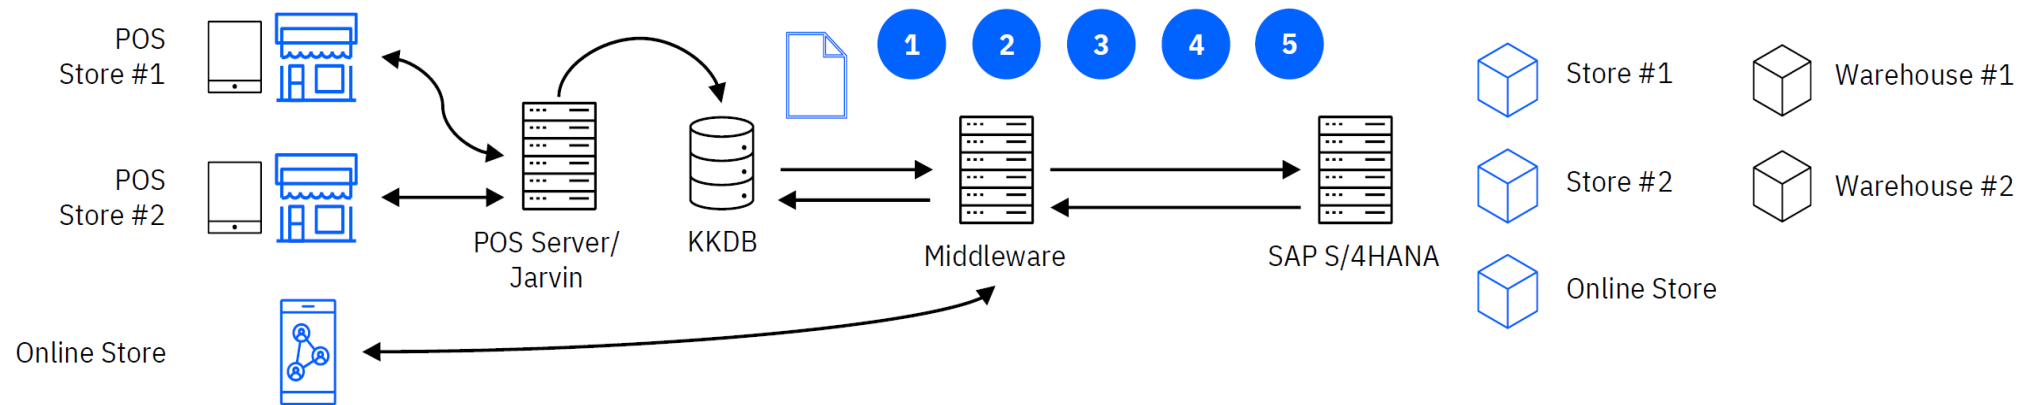 POS
Store #1
POS
Store #2
Online Store
POS Server/
Jarvin
KKDB
1
2
3
4
5
Middleware
SAP S/4HANA
Store #1
Store #2
Online Store
Warehouse #1
Warehouse #2